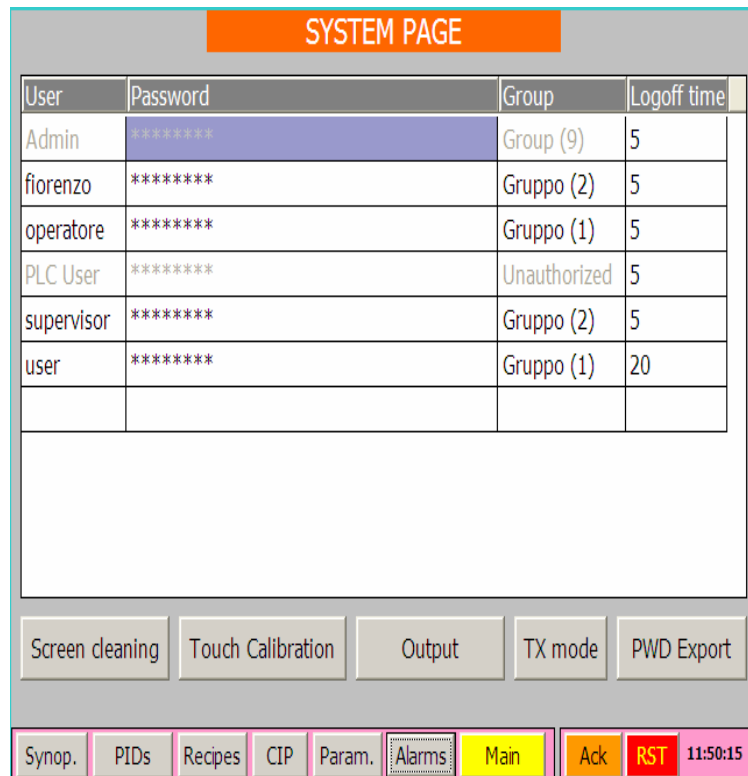 SYSTEM PAGE
User Password Group Logoff time
Admin ******** Group (9) 5
fiorenzo ******** Gruppo (2) 5
operatore ******** Gruppo (1) 5
PLC User ******** Unauthorized 5
supervisor ******** Gruppo (2) 5
user ******** Gruppo (1) 20
Screen cleaning Touch Calibration Output TX mode PWD Export
Synop. PIDs Recipes CIP Param. Alarms Main Ack RST 11:50:15